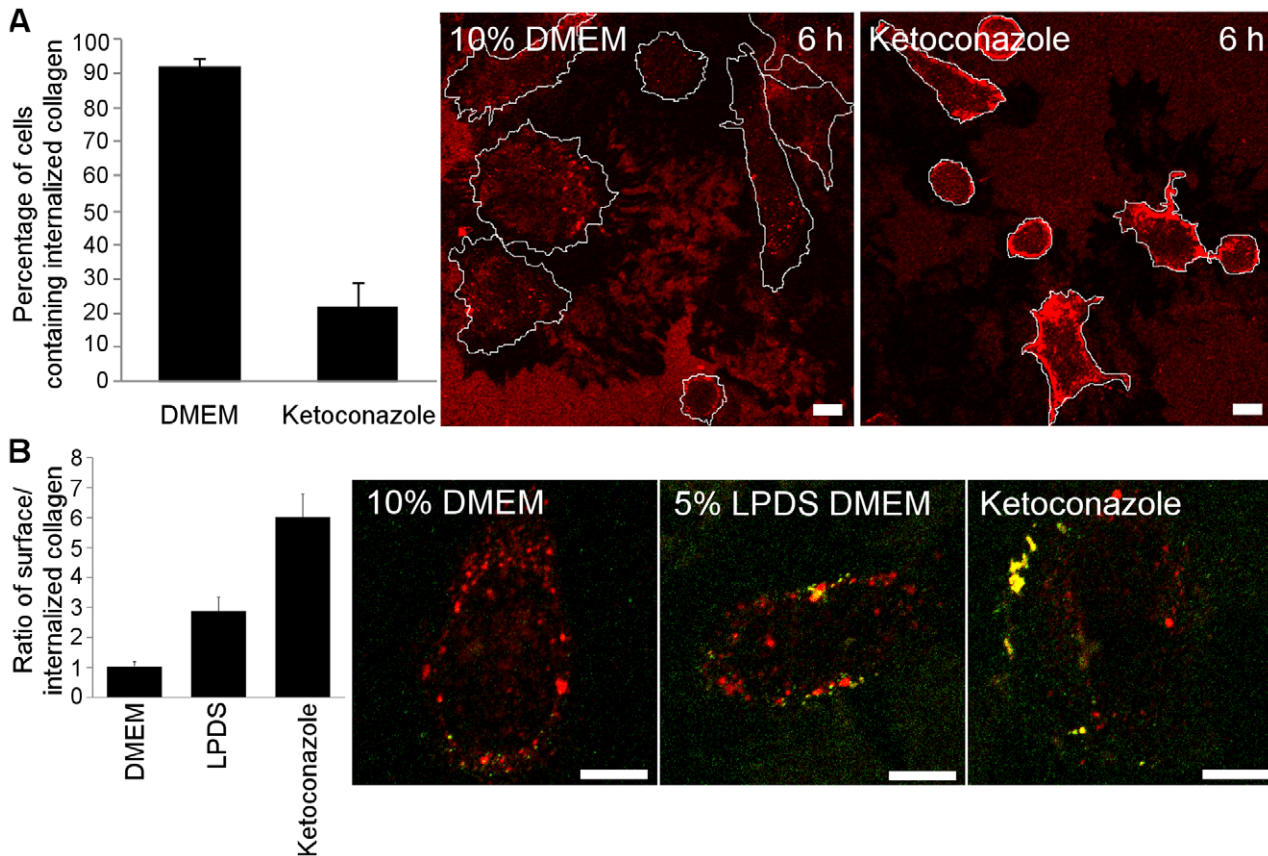 A
Percentage of cells
containing internalized collagen
100
90
80
70
60
50
40
30
20
10
0
DMEM
Ketoconazole
10% DMEM
6 h
Ketoconazole
6 h
B
Ratio of surface/
internalized collagen
8
7
6
5
4
3
2
1
0
DMEM
LPDS
Ketoconazole
10% DMEM
5% LPDS DMEM
Ketoconazole